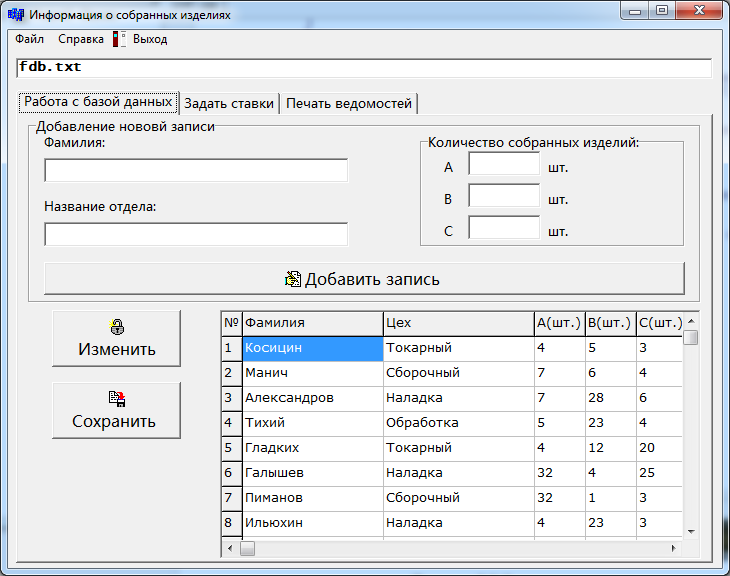 Информация о собранных изделиях
Файл Справка Выход
fdb.txt
Работа с базой данных Задать ставки Печать ведомостей
Добавление нововй записи
Фамилия:
Название отдела:
Количество собранных изделий:
A шт.
B шт.
C шт.
Добавить запись
Изменить
Сохранить
№ Фамилия Цех A(шт.) B(шт.) C(шт.)
1 Косицин Токарный 4 5 3
2 Манич Сборочный 7 6 4
3 Александров Наладка 7 28 6
4 Тихий Обработка 5 23 4
5 Гладких Токарный 4 12 20
6 Галышев Наладка 32 4 25
7 Пиманов Сборочный 32 1 3
8 Ильюхин Наладка 4 23 3